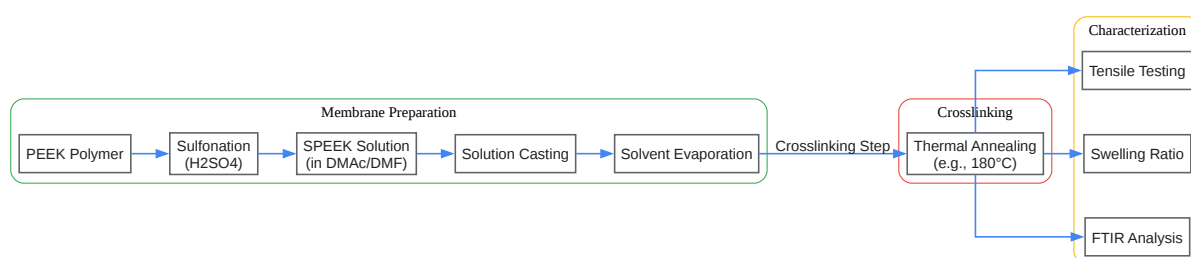 Membrane Preparation
PEEK Polymer
Sulfonation
(H2SO4)
SPEEK Solution
(in DMAc/DMF)
Solution Casting
Solvent Evaporation
Crosslinking Step
Crosslinking
Thermal Annealing
(e.g., 180°C)
Characterization
Tensile Testing
Swelling Ratio
FTIR Analysis